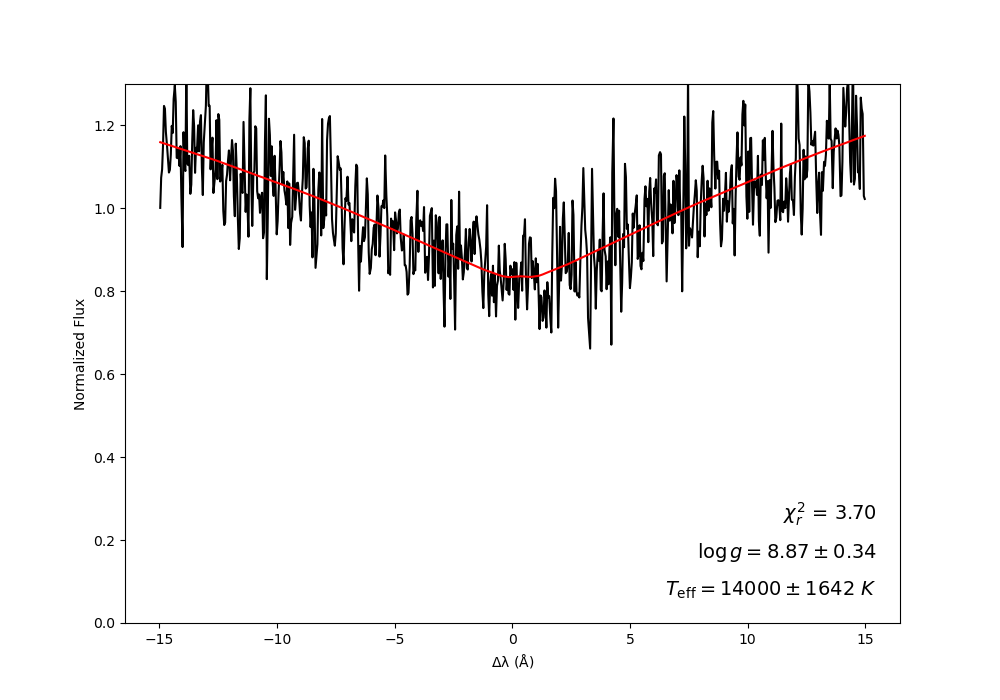 1.2
1.0
0.8
0.6
0.4
0.2
0.0
Normalized Flux
χ²ᵣ = 3.70
log g = 8.87 ± 0.34
T_eff = 14000 ± 1642 K
−15 −10 −5 0 5 10 15
Δλ (Å)